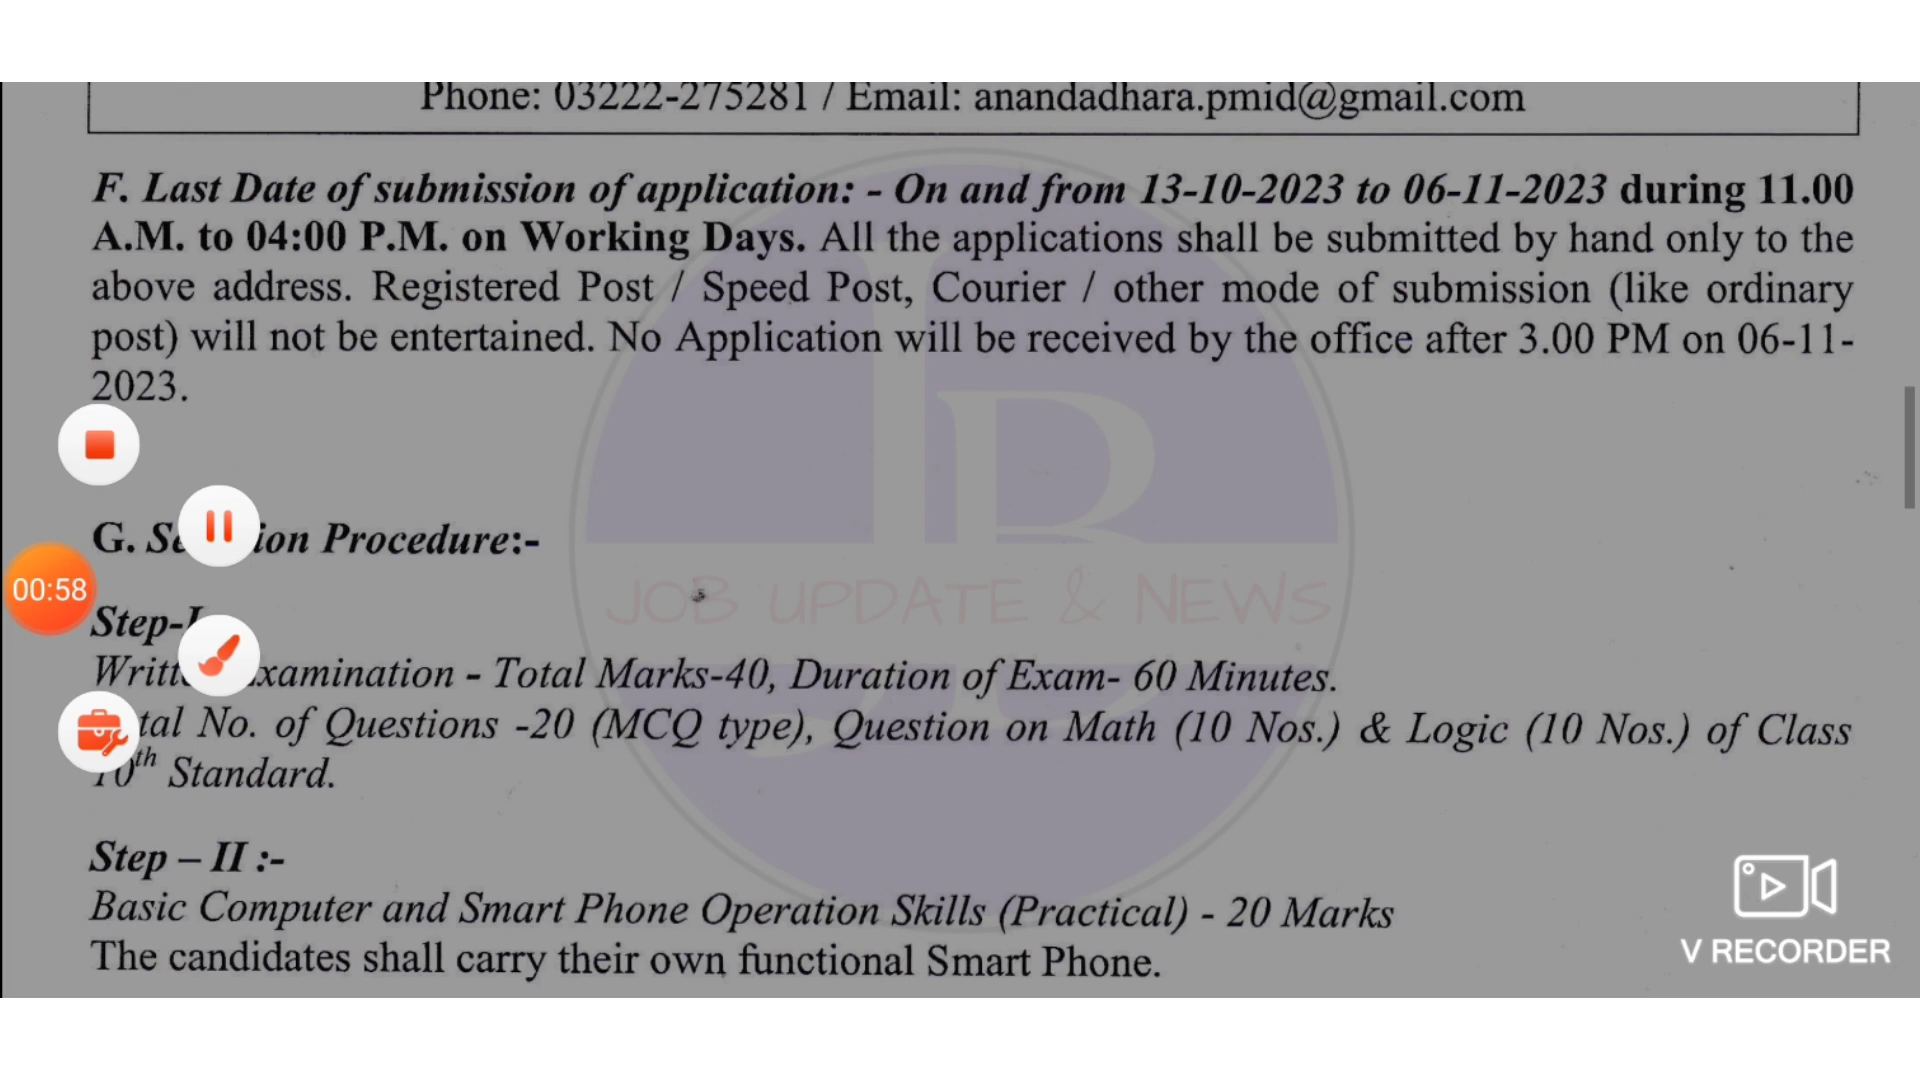 Phone: 03222-275281 / Email: anandadhara.pmid@gmail.com
F. Last Date of submission of application: - On and from 13-10-2023 to 06-11-2023 during 11.00
A.M. to 04:00 P.M. on Working Days. All the applications shall be submitted by hand only to the
above address. Registered Post / Speed Post, Courier / other mode of submission (like ordinary
post) will not be entertained. No Application will be received by the office after 3.00 PM on 06-11-
2023.
G. Procedure:-
00:58
JOB UPDATE & NEWS
Step-I
Examination - Total Marks-40, Duration of Exam- 60 Minutes.
No. of Questions -20 (MCQ type), Question on Math (10 Nos.) & Logic (10 Nos.) of Class
10th Standard.
Step – II :-
Basic Computer and Smart Phone Operation Skills (Practical) - 20 Marks
The candidates shall carry their own functional Smart Phone.
V RECORDER